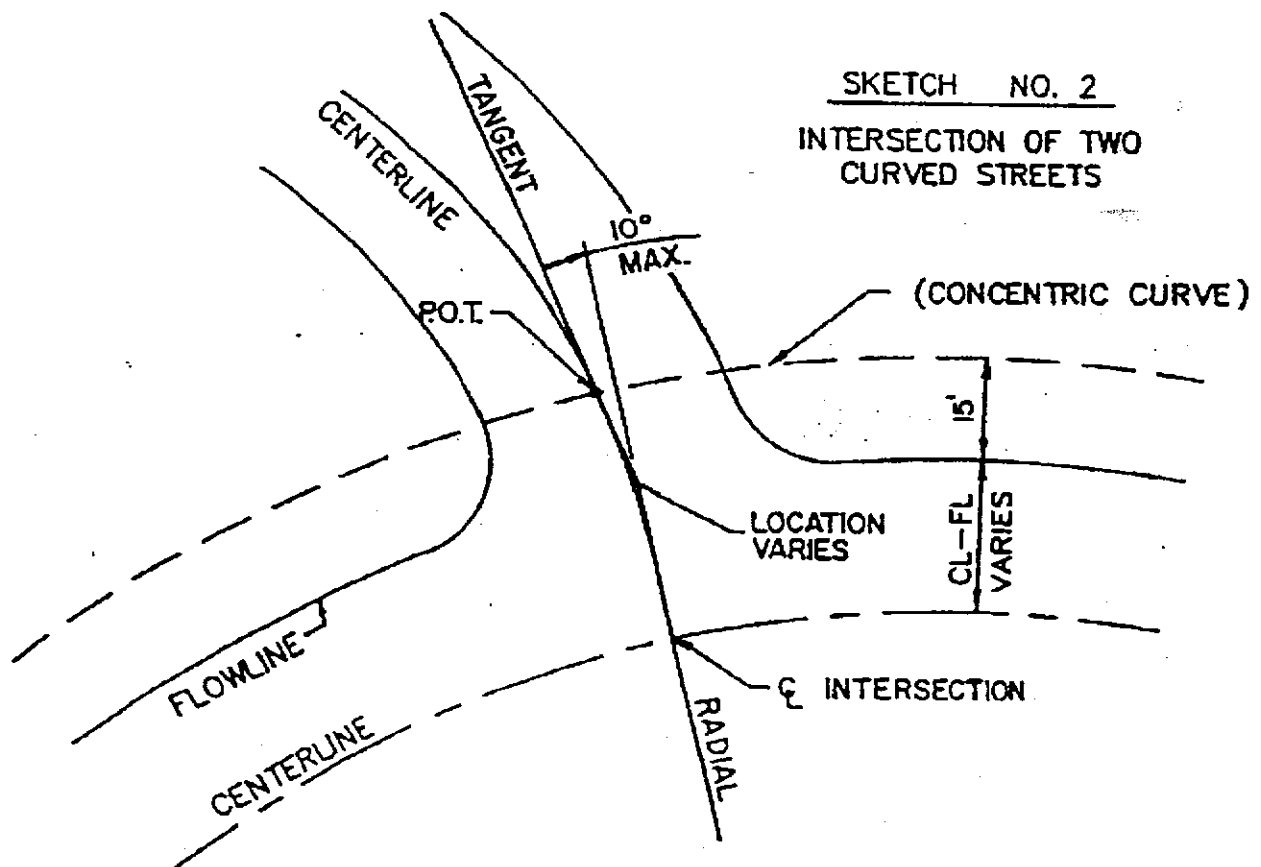 SKETCH NO. 2
INTERSECTION OF TWO
CURVED STREETS
TANGENT
CENTERLINE
10°
MAX.
(CONCENTRIC CURVE)
P.O.T.
15'
LOCATION
VARIES
CL-FL
VARIES
FLOWLINE
℄ INTERSECTION
RADIAL
CENTERLINE